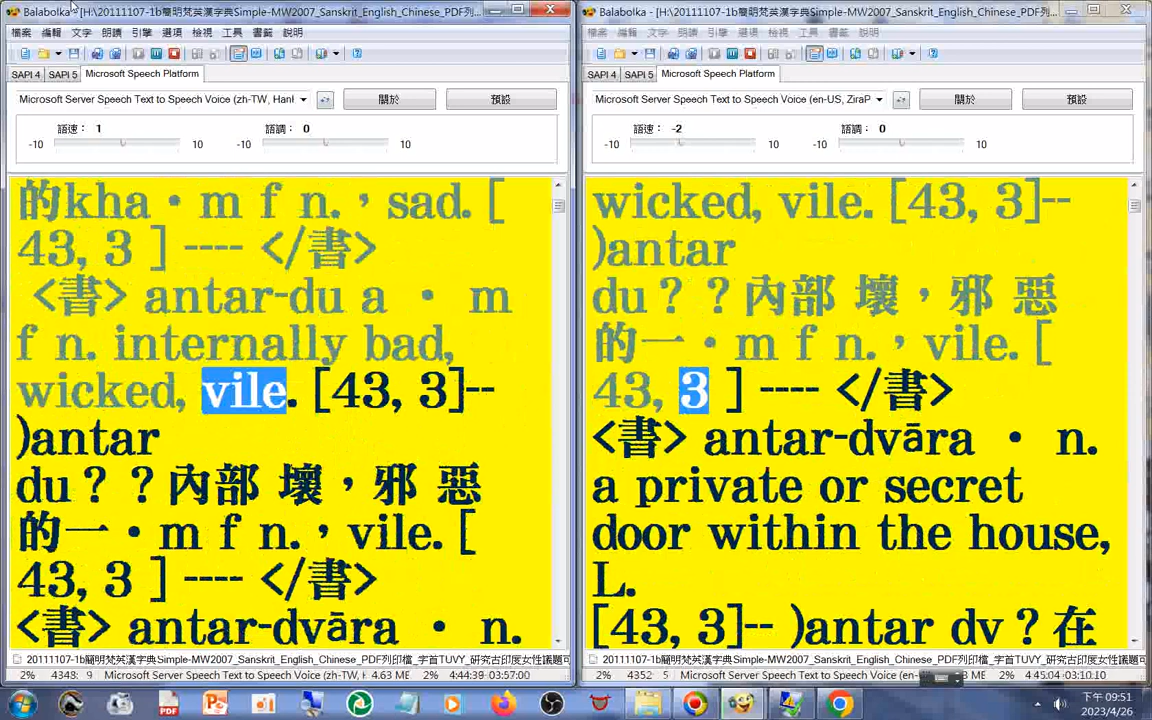 Balabolka - [H:\20111107-1b簡明梵英漢字典Simple-MW2007_Sanskrit_English_Chinese_PDF列...
檔案 編輯 文字 朗讀 引擎 選項 檢視 工具 書籤 說明
SAPI 4 SAPI 5 Microsoft Speech Platform
Microsoft Server Speech Text to Speech Voice (zh-TW, Hanl
關於 預設
語速： 1 語調： 0
-10 10 -10 10
的kha・m f n.，sad. [
43, 3 ] ---- </書>
<書> antar-du a ・ m
f n. internally bad,
wicked, vile. [43, 3]--
)antar
du？？內部 壞，邪 惡
的一・m f n.，vile. [
43, 3 ] ---- </書>
<書> antar-dvāra ・ n.
20111107-1b簡明梵英漢字典Simple-MW2007_Sanskrit_English_Chinese_PDF列印檔_字首TUVY_研究古印度女性議題可
2% 4348: 9 Microsoft Server Speech Text to Speech Voice (zh-TW, H 4.63 ME 2% 4:44:39-03:57:00
Balabolka - [H:\20111107-1b簡明梵英漢字典Simple-MW2007_Sanskrit_English_Chinese_PDF列印...
檔案 編輯 文字 朗讀 引擎 選項 檢視 工具 書籤 說明
SAPI 4 SAPI 5 Microsoft Speech Platform
Microsoft Server Speech Text to Speech Voice (en-US, ZiraP
關於 預設
語速： -2 語調： 0
-10 10 -10 10
wicked, vile. [43, 3]--
)antar
du？？內部 壞，邪 惡
的一・m f n.，vile. [
43, 3 ] ---- </書>
<書> antar-dvāra ・ n.
a private or secret
door within the house,
L.
[43, 3]-- )antar dv？在
20111107-1b簡明梵英漢字典Simple-MW2007_Sanskrit_English_Chinese_PDF列印檔_字首TUVY_研究古印度女性議題可
2% 4352: 5 Microsoft Server Speech Text to Speech Voice 2% 4:45:04-03:10:10
下午 09:51
2023/4/26